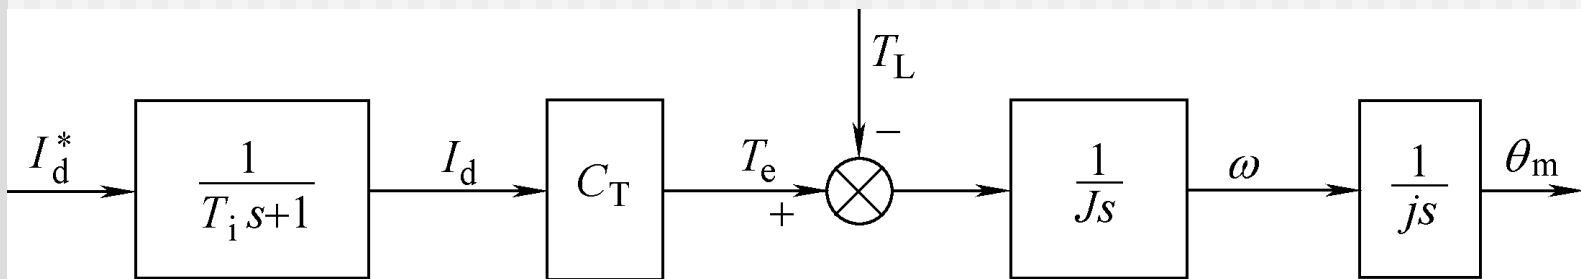 I_d^*
1/(T_i s+1)
I_d
C_T
T_e
+
T_L
−
1/(Js)
ω
1/(js)
θ_m